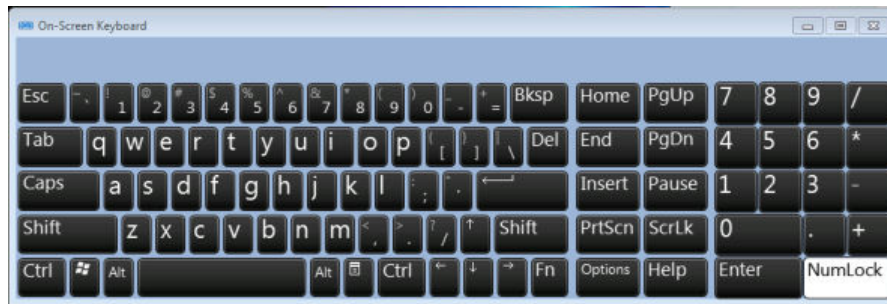 On-Screen Keyboard
Esc ~ ` ! 1 @ 2 # 3 $ 4 % 5 ^ 6 & 7 * 8 ( 9 ) 0 _ - + = Bksp Home PgUp 7 8 9 /
Tab q w e r t y u i o p { [ } ] | \ Del End PgDn 4 5 6 *
Caps a s d f g h j k l : ; " ' Insert Pause 1 2 3 -
Shift z x c v b n m < , > . ? / ↑ Shift PrtScn ScrLk 0 . +
Ctrl Alt Alt Ctrl ← ↓ → Fn Options Help Enter NumLock